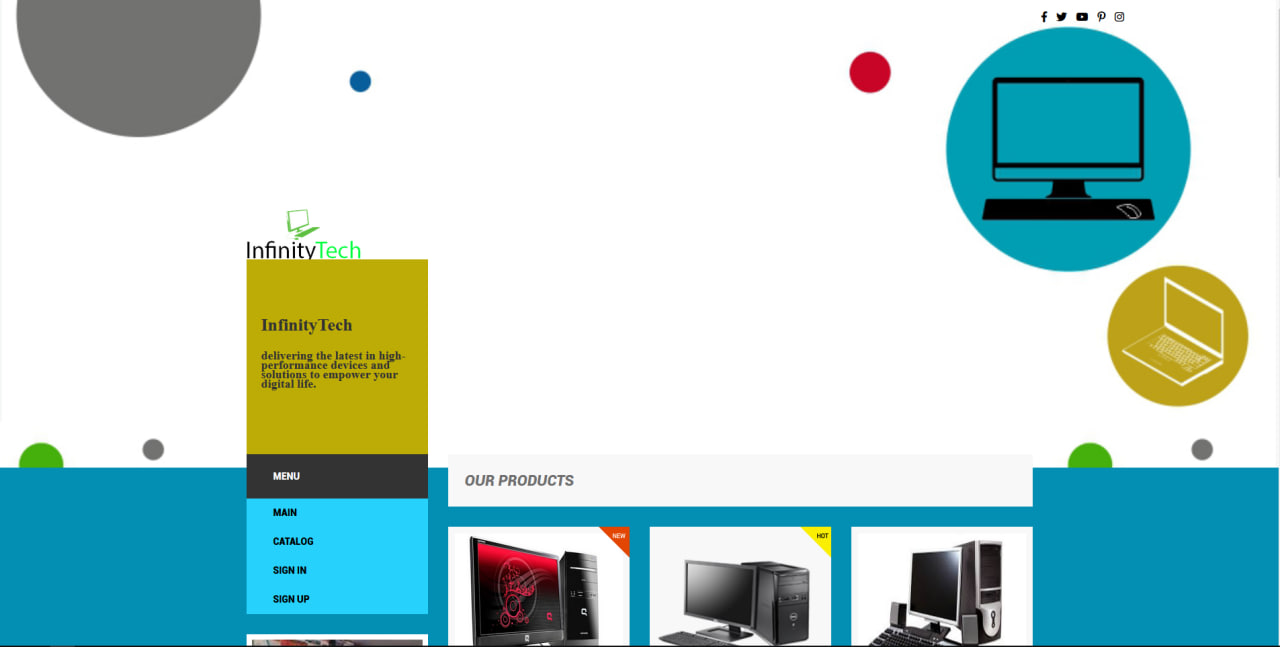 InfinityTech
InfinityTech
delivering the latest in high-
performance devices and
solutions to empower your
digital life.
MENU
MAIN
CATALOG
SIGN IN
SIGN UP
OUR PRODUCTS
NEW
HOT